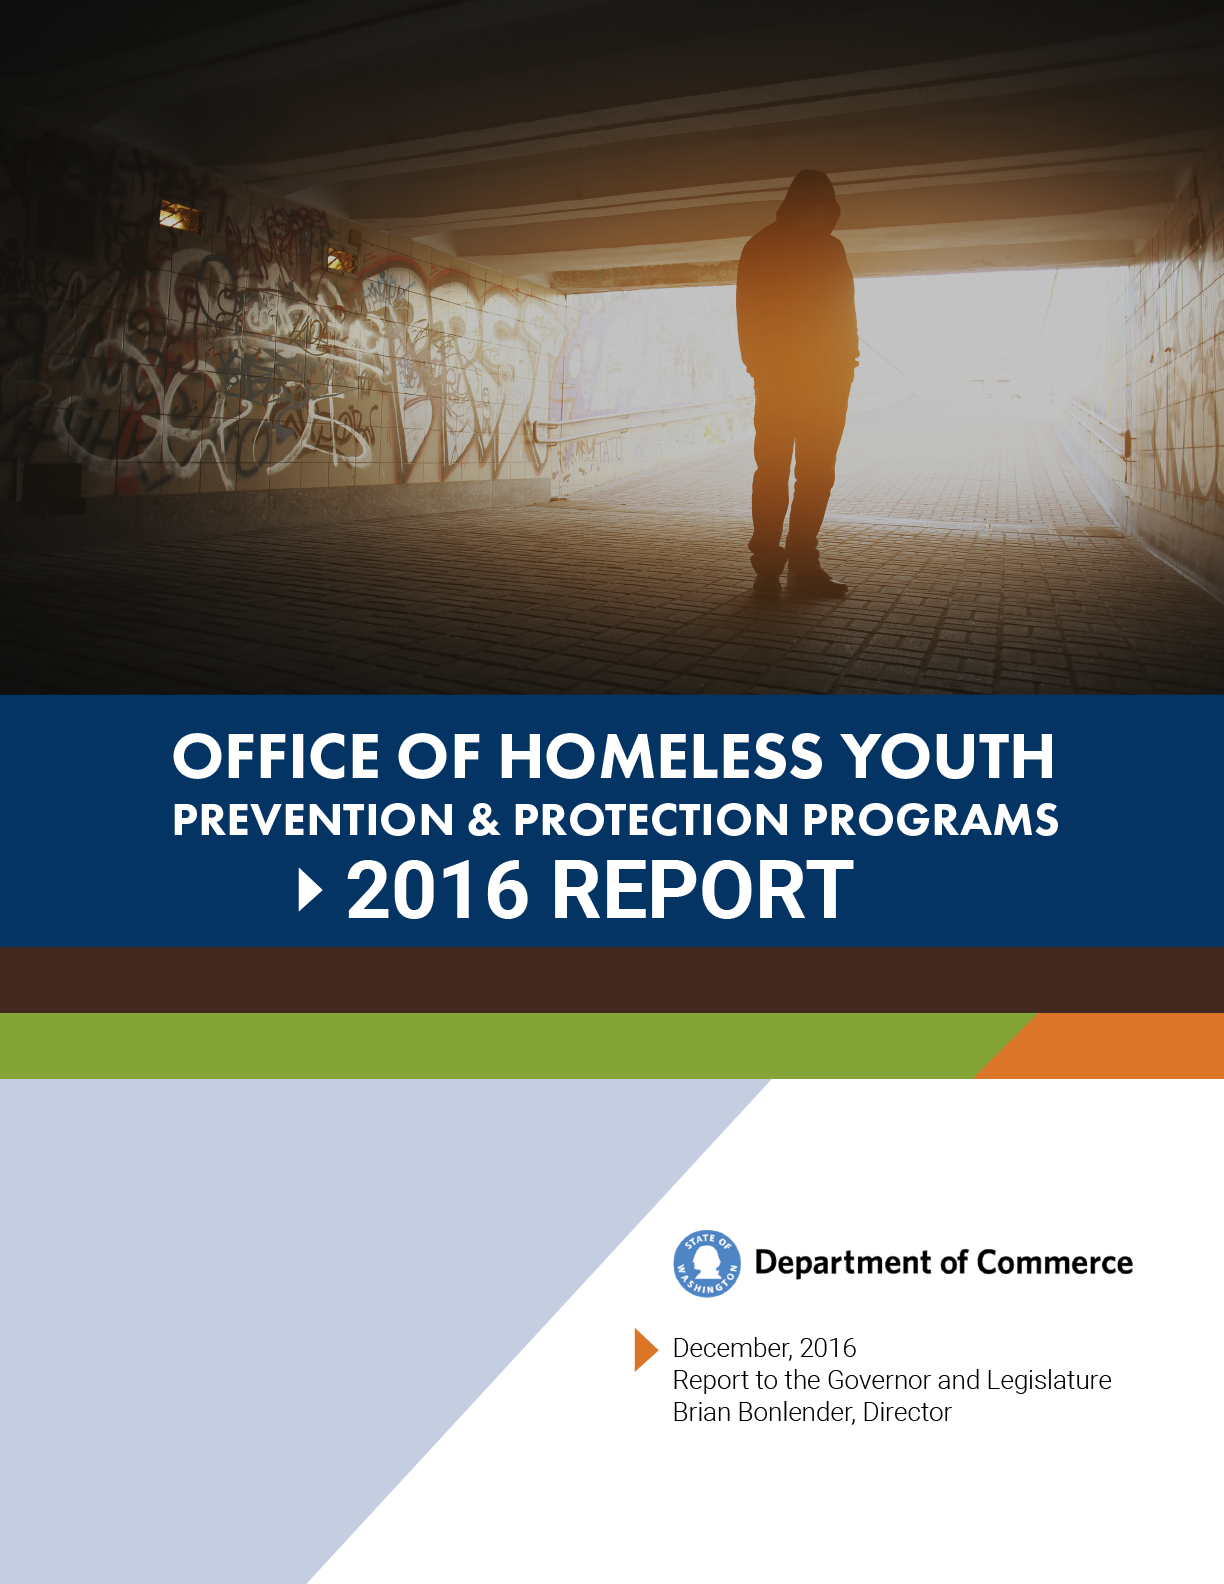 OFFICE OF HOMELESS YOUTH
PREVENTION & PROTECTION PROGRAMS
2016 REPORT
STATE OF WASHINGTON
Department of Commerce
December, 2016
Report to the Governor and Legislature
Brian Bonlender, Director